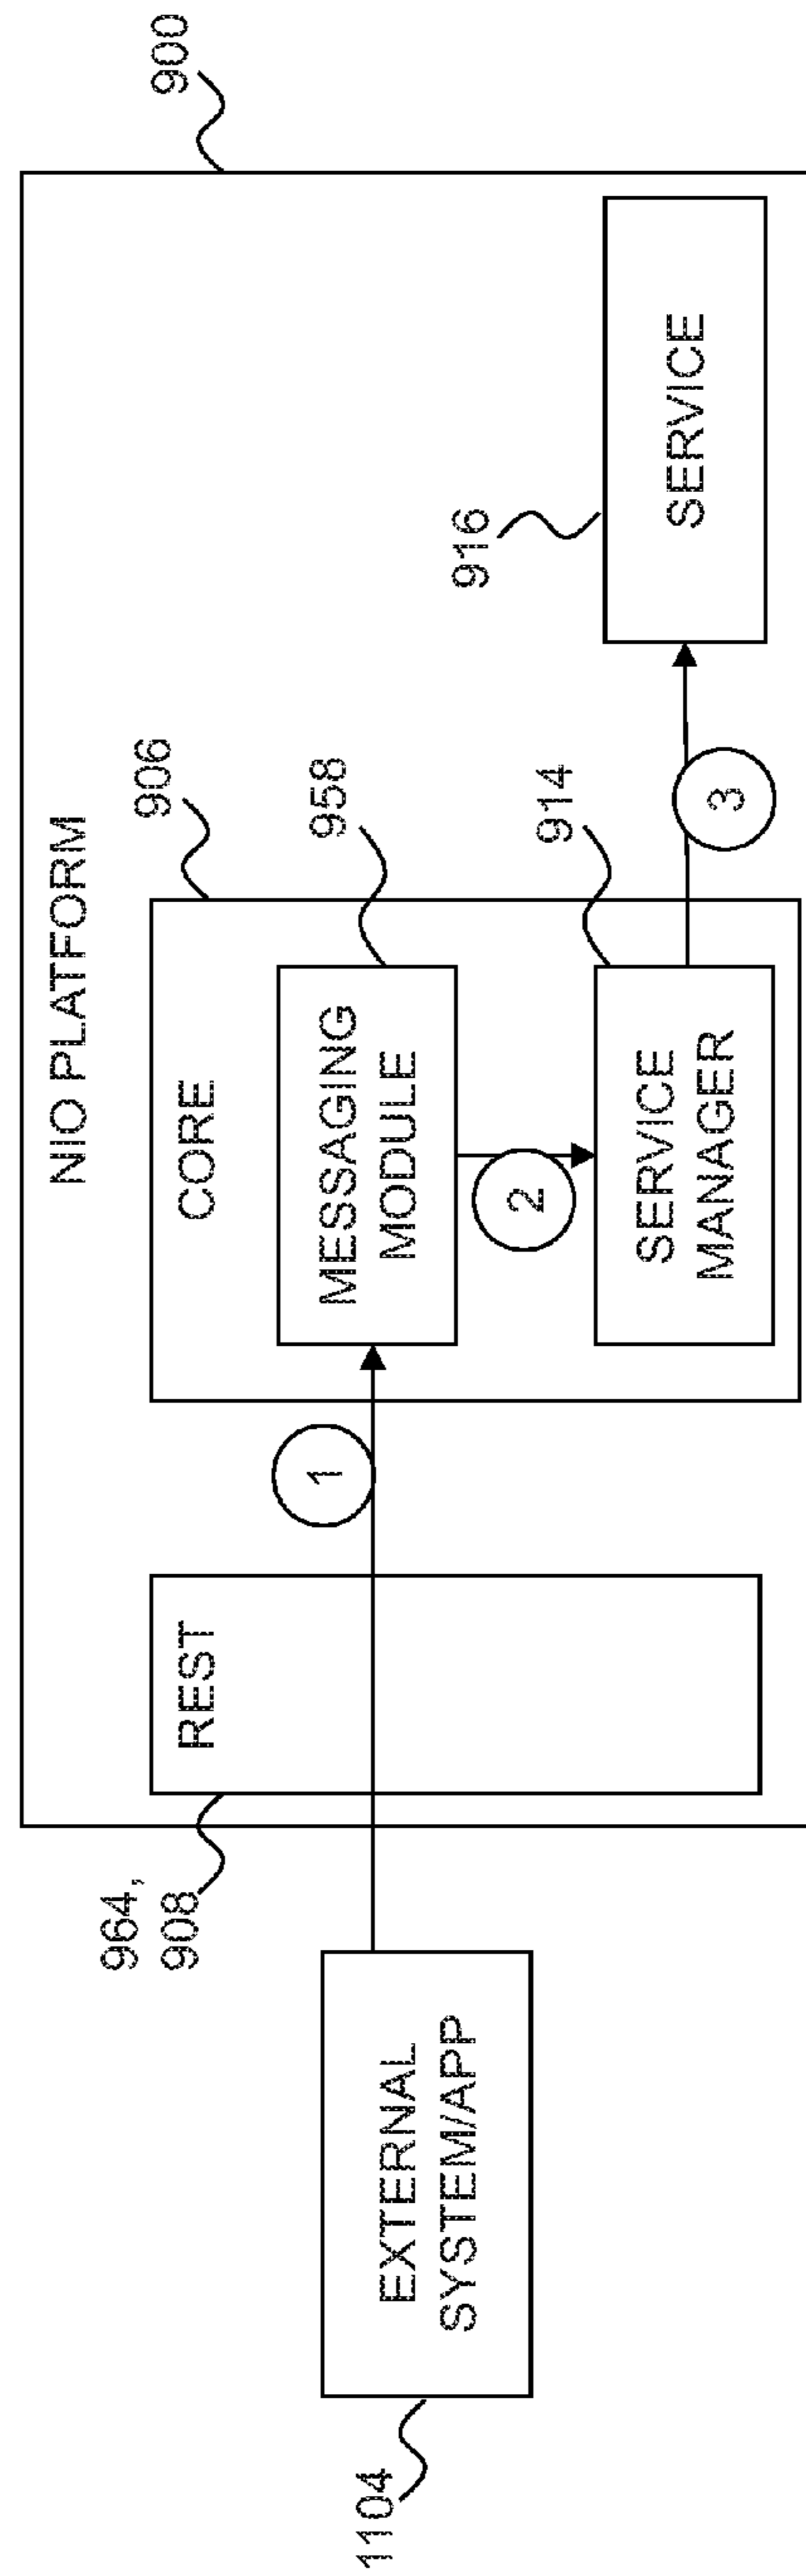 900
NIO PLATFORM
964,
908
REST
906
CORE
958
MESSAGING
MODULE
1
2
914
SERVICE
MANAGER
3
916
SERVICE
EXTERNAL
SYSTEM/APP
1104